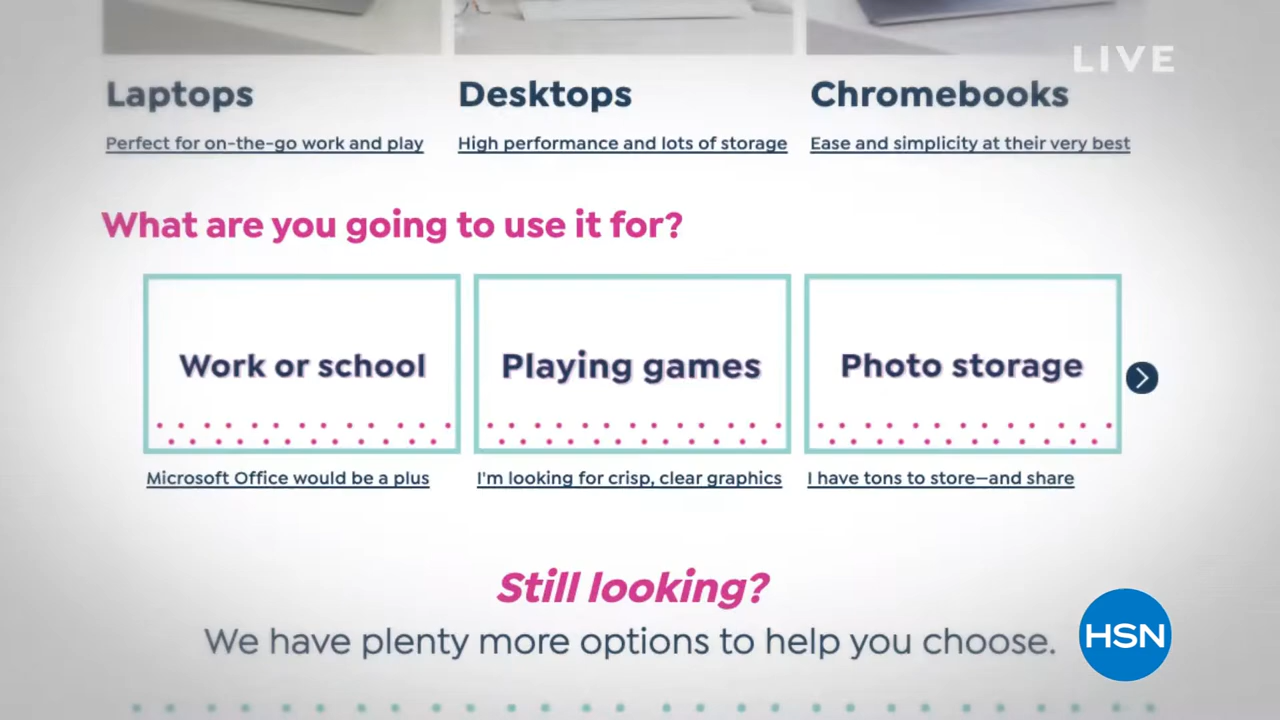 LIVE
Laptops
Desktops
Chromebooks
Perfect for on-the-go work and play
High performance and lots of storage
Ease and simplicity at their very best
What are you going to use it for?
Work or school
Playing games
Photo storage
Microsoft Office would be a plus
I'm looking for crisp, clear graphics
I have tons to store—and share
Still looking?
We have plenty more options to help you choose.
HSN